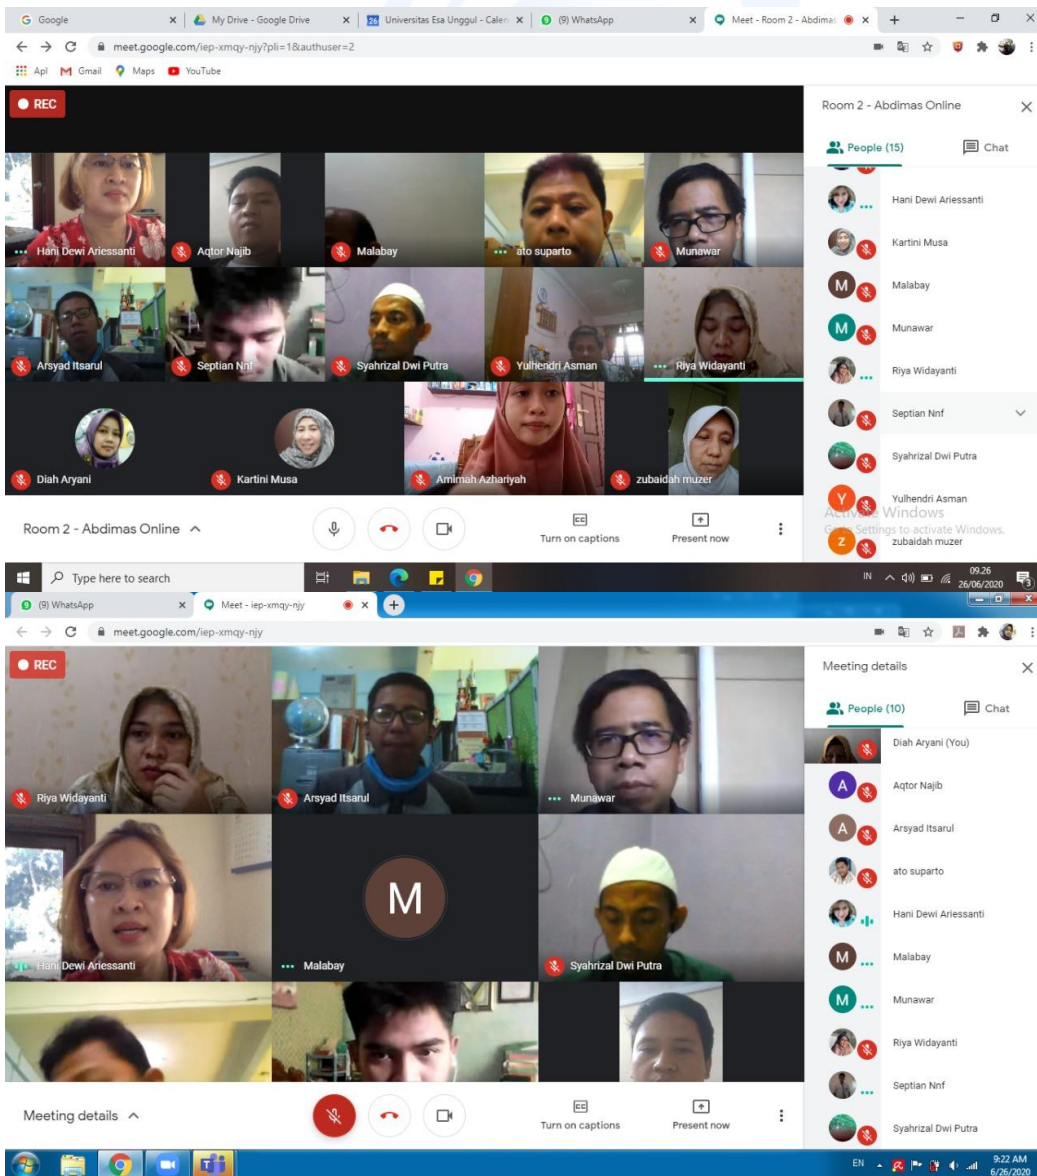 Google
My Drive - Google Drive
26 Universitas Esa Unggul - Calen
(9) WhatsApp
Meet - Room 2 - Abdimas
meet.google.com/iep-xmqy-njy?pli=1&authuser=2
Apl Gmail Maps YouTube
REC
Hani Dewi Ariessanti
Aqtor Najib
Malabay
ato suparto
Munawar
Arsyad Itsarul
Septian Nnf
Syahrizal Dwi Putra
Yulhendri Asman
Riya Widayanti
Diah Aryani
Kartini Musa
Amimah Azhariyah
zubaidah muzer
Room 2 - Abdimas Online
CC
Turn on captions
Present now
Room 2 - Abdimas Online
People (15)
Chat
Hani Dewi Ariessanti
Kartini Musa
M Malabay
M Munawar
Riya Widayanti
Septian Nnf
Syahrizal Dwi Putra
Y Yulhendri Asman
Activate Windows
Go to Settings to activate Windows.
z zubaidah muzer
Type here to search
IN
09.26
26/06/2020
3
(9) WhatsApp
Meet - iep-xmqy-njy
meet.google.com/iep-xmqy-njy
REC
Riya Widayanti
Arsyad Itsarul
Munawar
Hani Dewi Ariessanti
M
Malabay
Syahrizal Dwi Putra
Meeting details
CC
Turn on captions
Present now
Meeting details
People (10)
Chat
Diah Aryani (You)
A Aqtor Najib
A Arsyad Itsarul
ato suparto
Hani Dewi Ariessanti
M Malabay
M Munawar
Riya Widayanti
Septian Nnf
Syahrizal Dwi Putra
EN
9:22 AM
6/26/2020